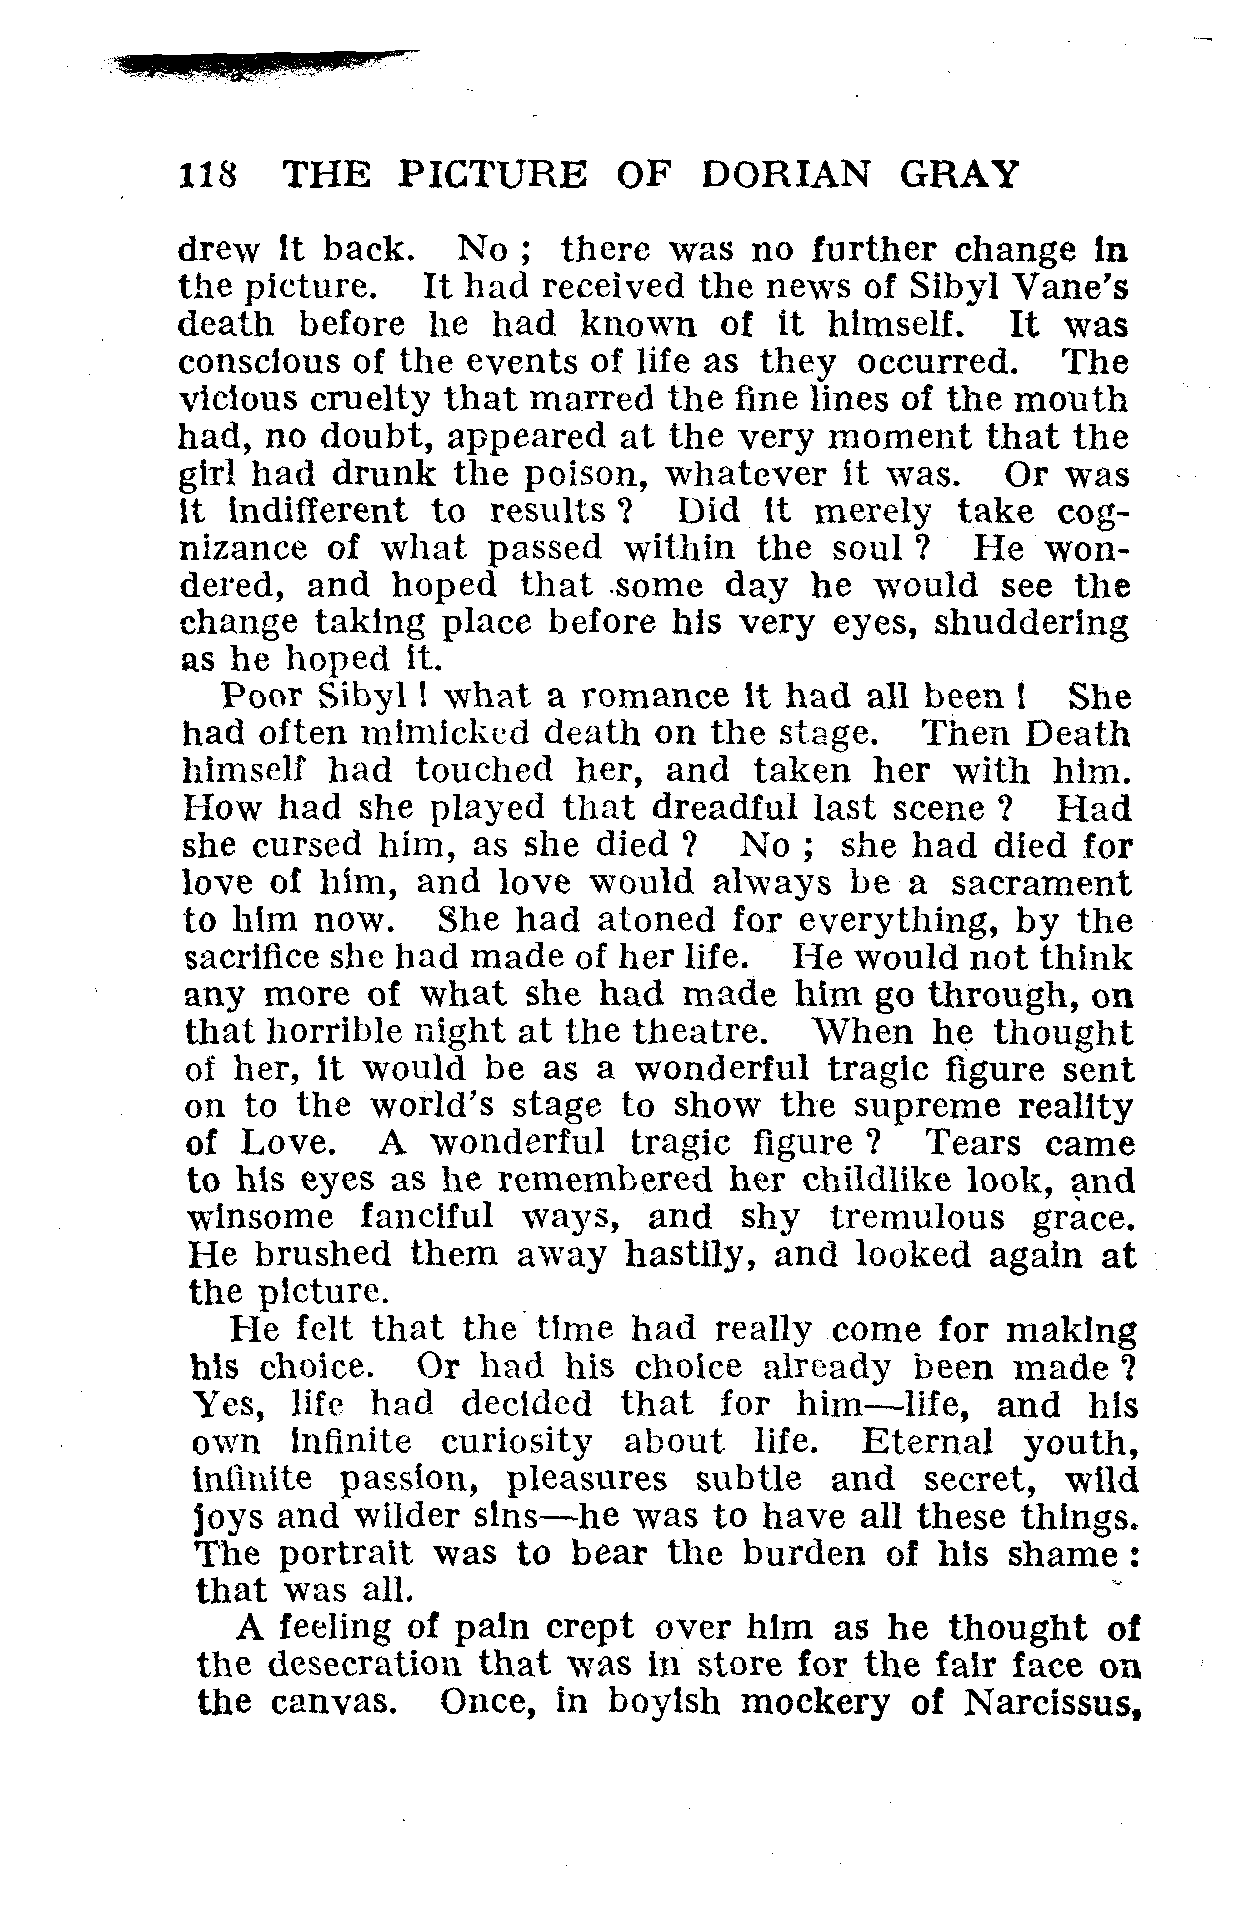 118 THE PICTURE OF DORIAN GRAY
drew it back. No ; there was no further change in
the picture. It had received the news of Sibyl Vane's
death before he had known of it himself. It was
conscious of the events of life as they occurred. The
vicious cruelty that marred the fine lines of the mouth
had, no doubt, appeared at the very moment that the
girl had drunk the poison, whatever it was. Or was
it indifferent to results ? Did it merely take cog-
nizance of what passed within the soul ? He won-
dered, and hoped that some day he would see the
change taking place before his very eyes, shuddering
as he hoped it.
Poor Sibyl ! what a romance it had all been ! She
had often mimicked death on the stage. Then Death
himself had touched her, and taken her with him.
How had she played that dreadful last scene ? Had
she cursed him, as she died ? No ; she had died for
love of him, and love would always be a sacrament
to him now. She had atoned for everything, by the
sacrifice she had made of her life. He would not think
any more of what she had made him go through, on
that horrible night at the theatre. When he thought
of her, it would be as a wonderful tragic figure sent
on to the world's stage to show the supreme reality
of Love. A wonderful tragic figure ? Tears came
to his eyes as he remembered her childlike look, and
winsome fanciful ways, and shy tremulous grace.
He brushed them away hastily, and looked again at
the picture.
He felt that the time had really come for making
his choice. Or had his choice already been made ?
Yes, life had decided that for him—life, and his
own infinite curiosity about life. Eternal youth,
infinite passion, pleasures subtle and secret, wild
joys and wilder sins—he was to have all these things.
The portrait was to bear the burden of his shame :
that was all.
A feeling of pain crept over him as he thought of
the desecration that was in store for the fair face on
the canvas. Once, in boyish mockery of Narcissus,